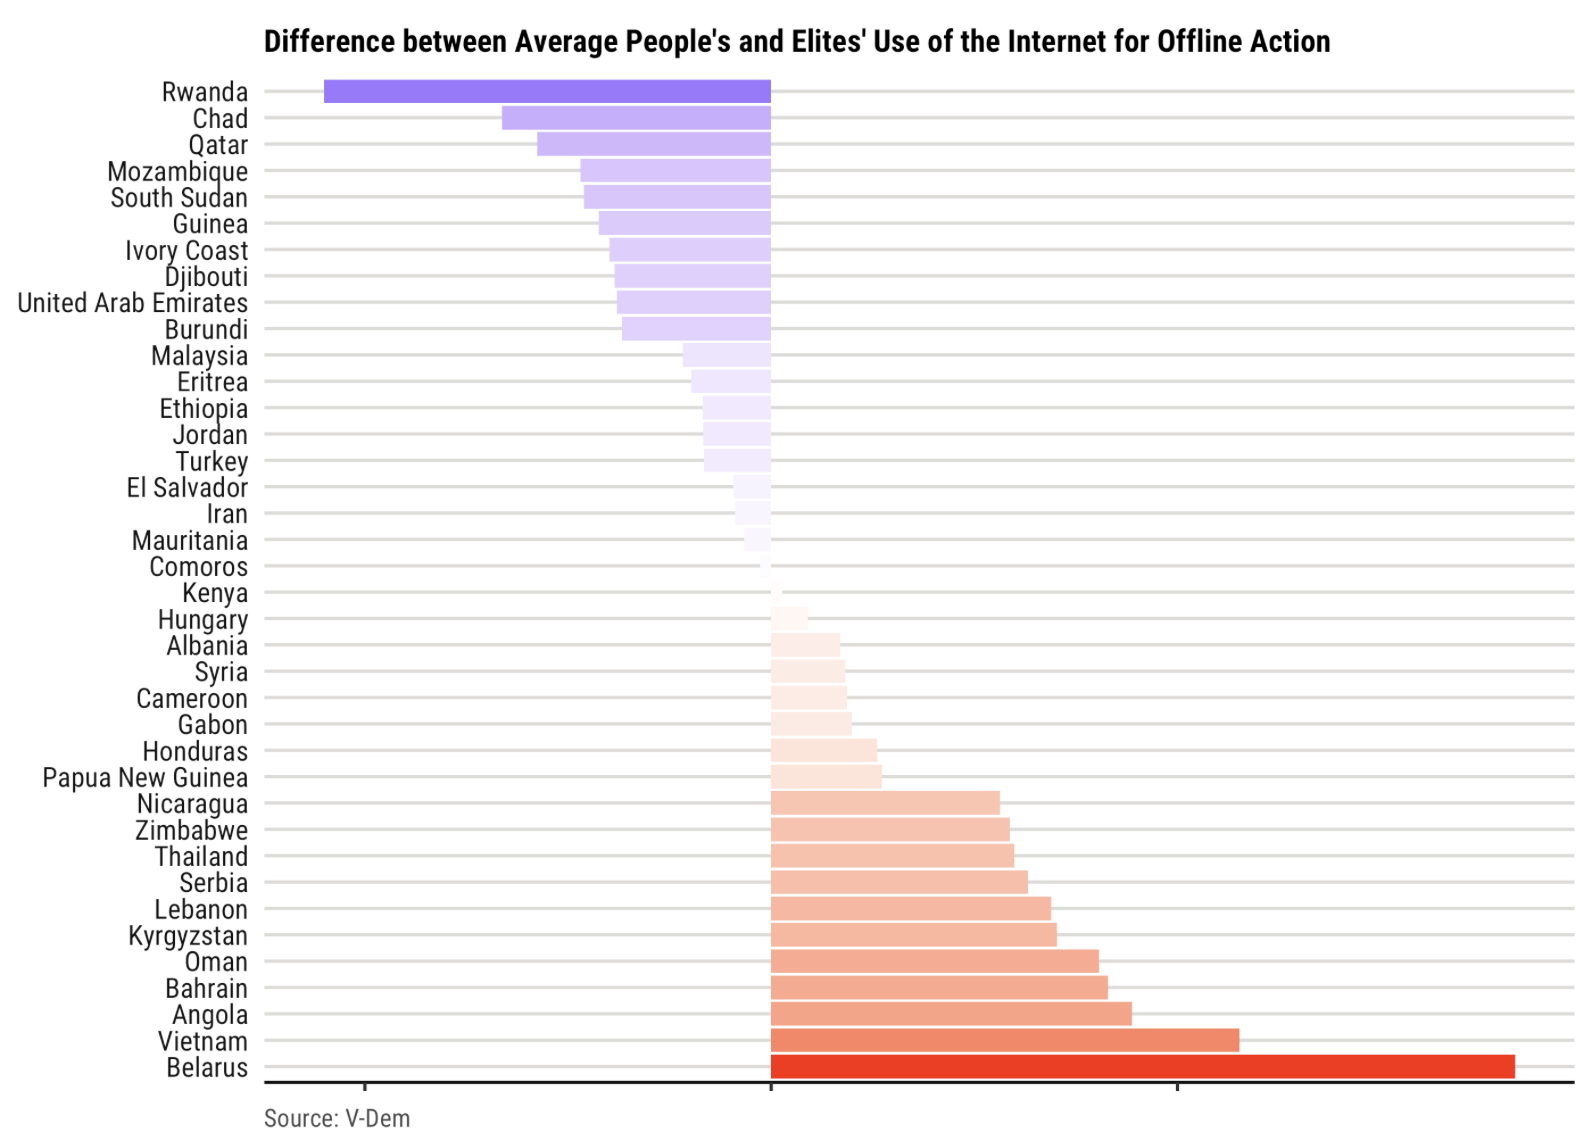 Difference between Average People's and Elites' Use of the Internet for Offline Action
Rwanda
Chad
Qatar
Mozambique
South Sudan
Guinea
Ivory Coast
Djibouti
United Arab Emirates
Burundi
Malaysia
Eritrea
Ethiopia
Jordan
Turkey
El Salvador
Iran
Mauritania
Comoros
Kenya
Hungary
Albania
Syria
Cameroon
Gabon
Honduras
Papua New Guinea
Nicaragua
Zimbabwe
Thailand
Serbia
Lebanon
Kyrgyzstan
Oman
Bahrain
Angola
Vietnam
Belarus
Source: V-Dem